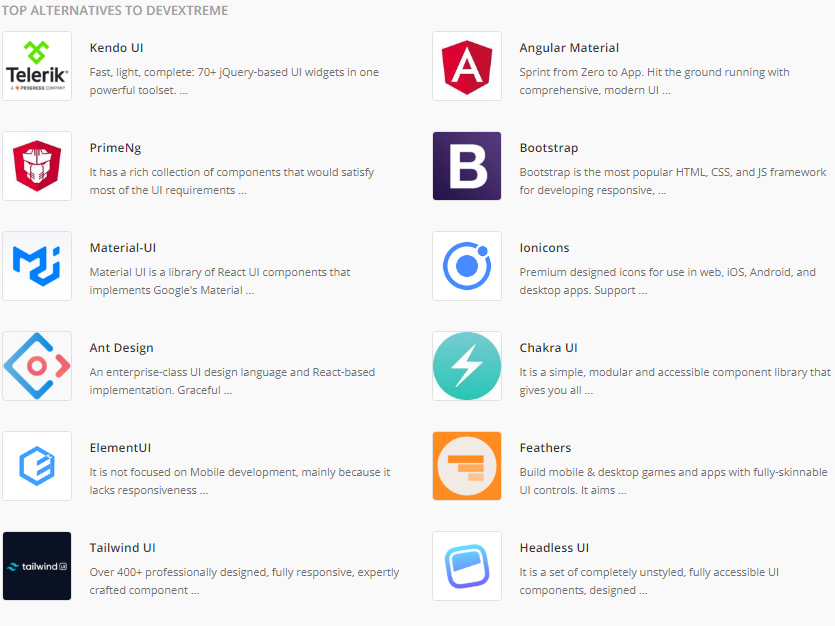 TOP ALTERNATIVES TO DEVEXTREME
Telerik
A PROGRESS COMPANY
Kendo UI
Fast, light, complete: 70+ jQuery-based UI widgets in one
powerful toolset. ...
A
Angular Material
Sprint from Zero to App. Hit the ground running with
comprehensive, modern UI ...
PrimeNg
It has a rich collection of components that would satisfy
most of the UI requirements ...
B
Bootstrap
Bootstrap is the most popular HTML, CSS, and JS framework
for developing responsive, ...
Material-UI
Material UI is a library of React UI components that
implements Google's Material ...
Ionicons
Premium designed icons for use in web, iOS, Android, and
desktop apps. Support ...
Ant Design
An enterprise-class UI design language and React-based
implementation. Graceful ...
Chakra UI
It is a simple, modular and accessible component library that
gives you all ...
ElementUI
It is not focused on Mobile development, mainly because it
lacks responsiveness ...
Feathers
Build mobile & desktop games and apps with fully-skinnable
UI controls. It aims ...
tailwind UI
Tailwind UI
Over 400+ professionally designed, fully responsive, expertly
crafted component ...
Headless UI
It is a set of completely unstyled, fully accessible UI
components, designed ...